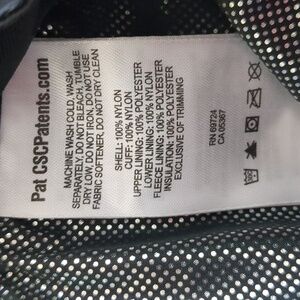 Pat CSCPatents.com
MACHINE WASH COLD, WASH
SEPARATELY, DO NOT BLEACH, TUMBLE
DRY LOW, DO NOT IRON, DO NOT USE
FABRIC SOFTENER, DO NOT DRY CLEAN
SHELL: 100% NYLON
CUFF: 100% NYLON
UPPER LINING: 100% POLYESTER
LOWER LINING: 100% NYLON
FLEECE LINING: 100% POLYESTER
INSULATION: 100% POLYESTER
EXCLUSIVE OF TRIMMING
RN 69724
CA 05367